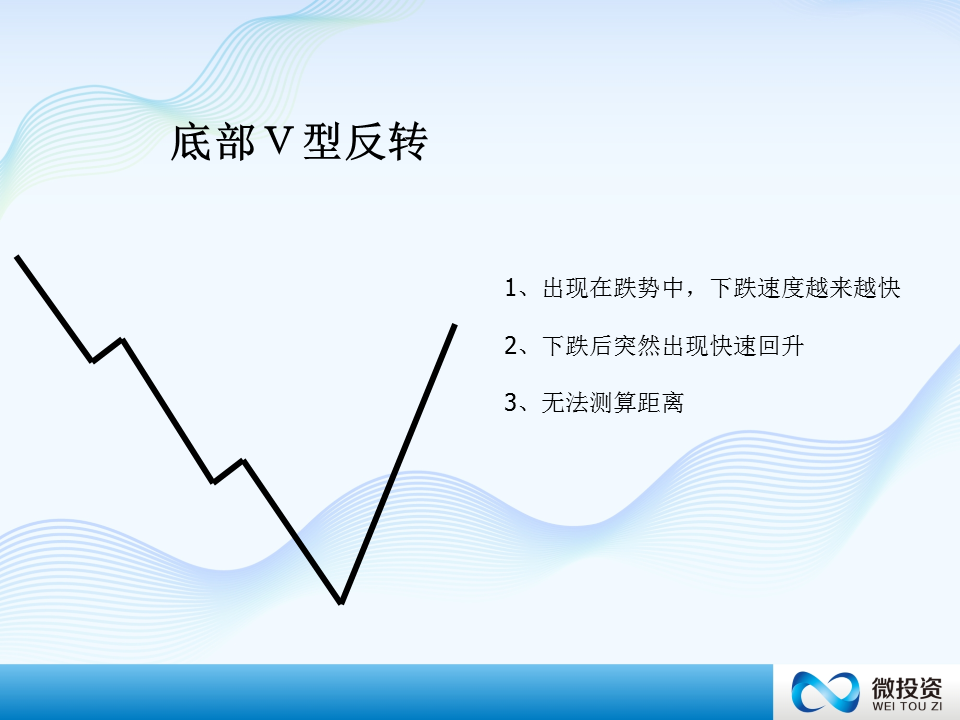 底部Ｖ型反转
1、出现在跌势中，下跌速度越来越快
2、下跌后突然出现快速回升
3、无法测算距离
微投资
WEI TOU ZI